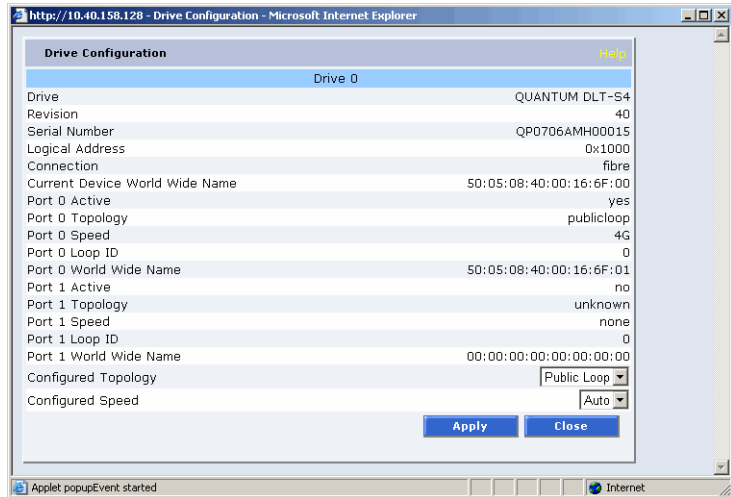 http://10.40.158.128 - Drive Configuration - Microsoft Internet Explorer
Drive Configuration Help
Drive 0
Drive QUANTUM DLT-S4
Revision 40
Serial Number QP0706AMH00015
Logical Address 0x1000
Connection fibre
Current Device World Wide Name 50:05:08:40:00:16:6F:00
Port 0 Active yes
Port 0 Topology publicloop
Port 0 Speed 4G
Port 0 Loop ID 0
Port 0 World Wide Name 50:05:08:40:00:16:6F:01
Port 1 Active no
Port 1 Topology unknown
Port 1 Speed none
Port 1 Loop ID 0
Port 1 World Wide Name 00:00:00:00:00:00:00:00
Configured Topology Public Loop
Configured Speed Auto
Apply Close
Applet popupEvent started Internet